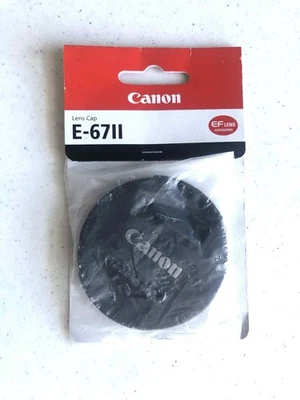 Canon
Lens Cap
E-67II
EF LENS
ACCESSORIES
Canon